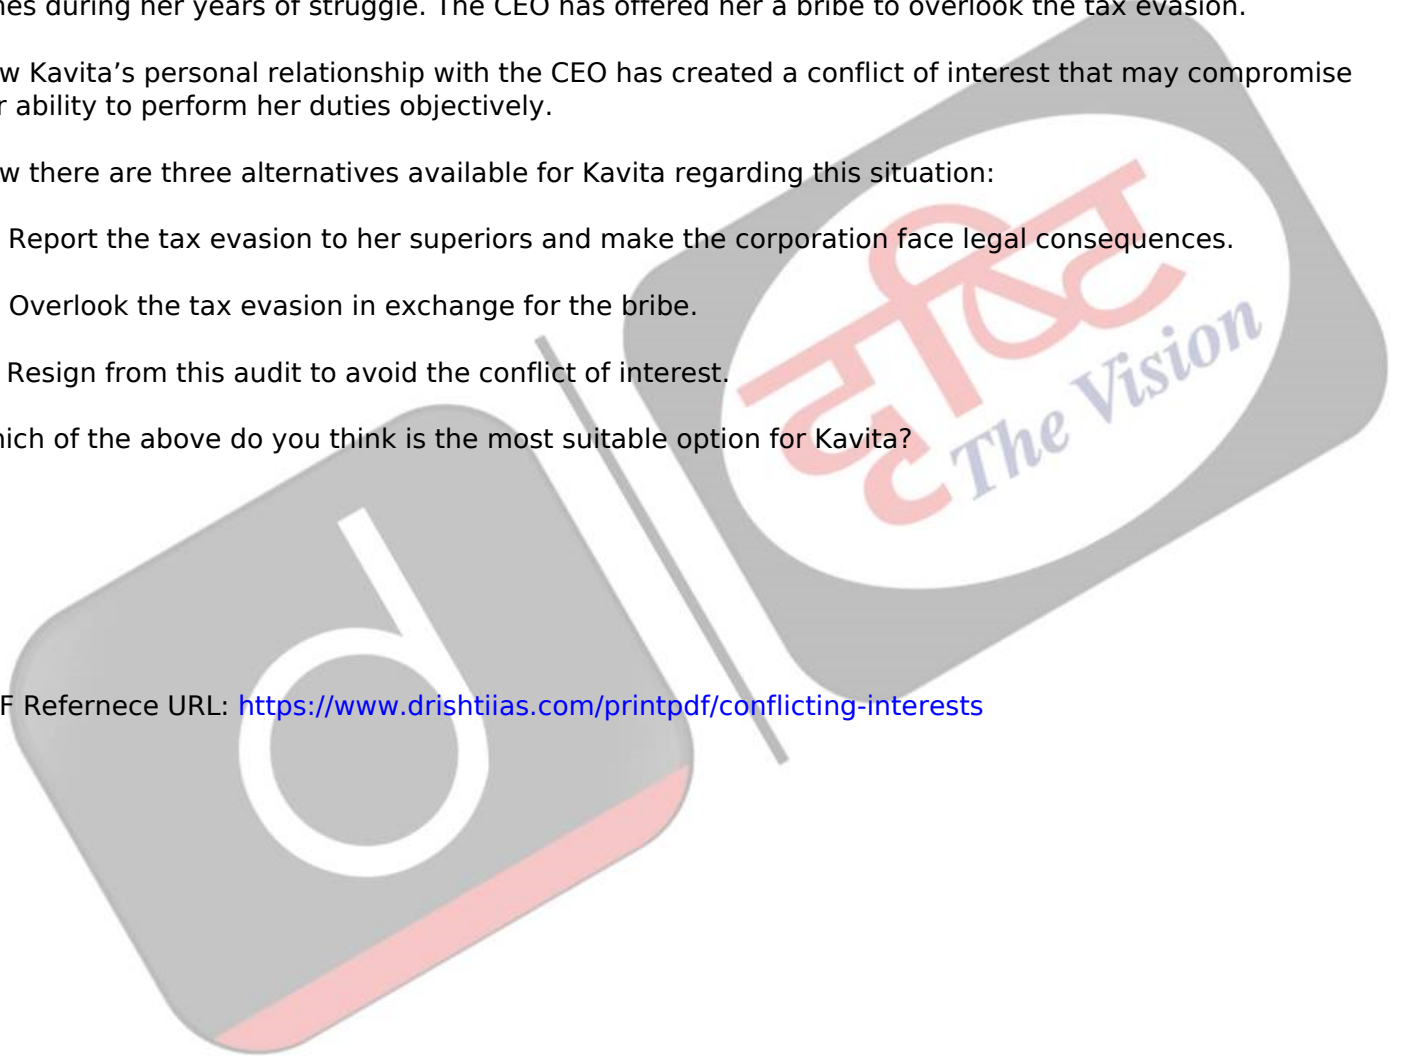 nes during her years of struggle. The CEO has offered her a bribe to overlook the tax evasion.
w Kavita’s personal relationship with the CEO has created a conflict of interest that may compromise
r ability to perform her duties objectively.
w there are three alternatives available for Kavita regarding this situation:
Report the tax evasion to her superiors and make the corporation face legal consequences.
Overlook the tax evasion in exchange for the bribe.
Resign from this audit to avoid the conflict of interest.
hich of the above do you think is the most suitable option for Kavita?
दृष्टि
The Vision
d
F Refernece URL: https://www.drishtiias.com/printpdf/conflicting-interests